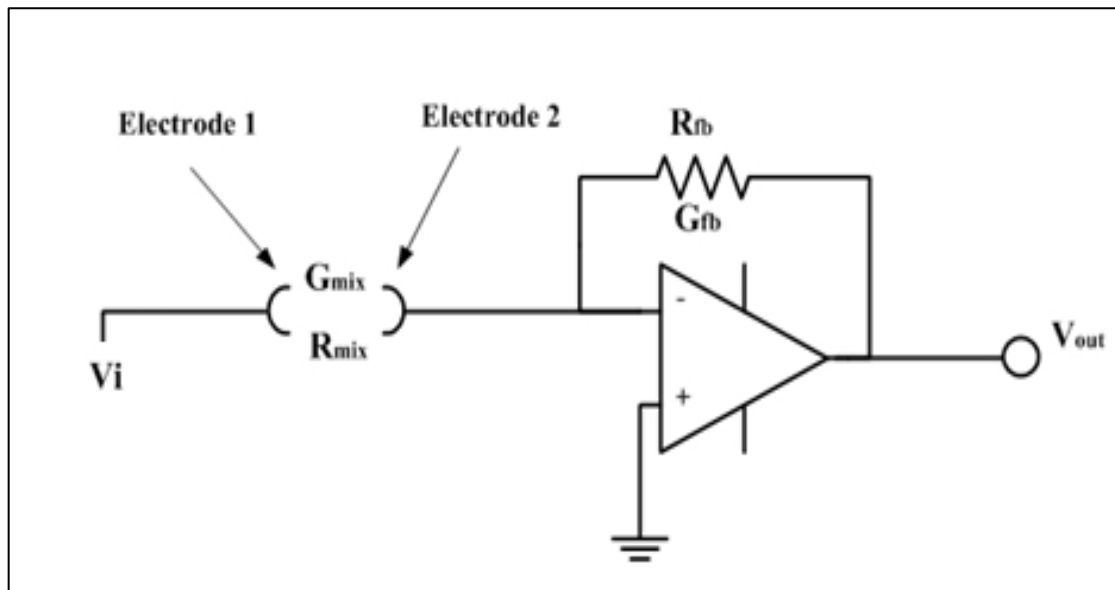 Electrode 1
Electrode 2
Rfb
Gfb
Gmix
Rmix
Vi
-
+
Vout